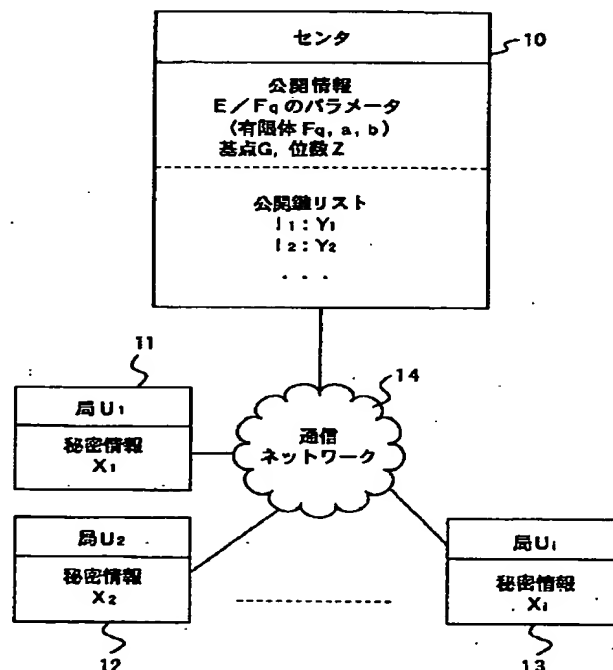 センタ
10
公開情報
E/Fqのパラメータ
(有限体Fq, a, b)
基点G, 位数Z
公開鍵リスト
I₁: Y₁
I₂: Y₂
. . .
11
14
局U₁
秘密情報
X₁
通信
ネットワーク
局U₂
秘密情報
X₂
局Uᵢ
秘密情報
Xᵢ
12
13